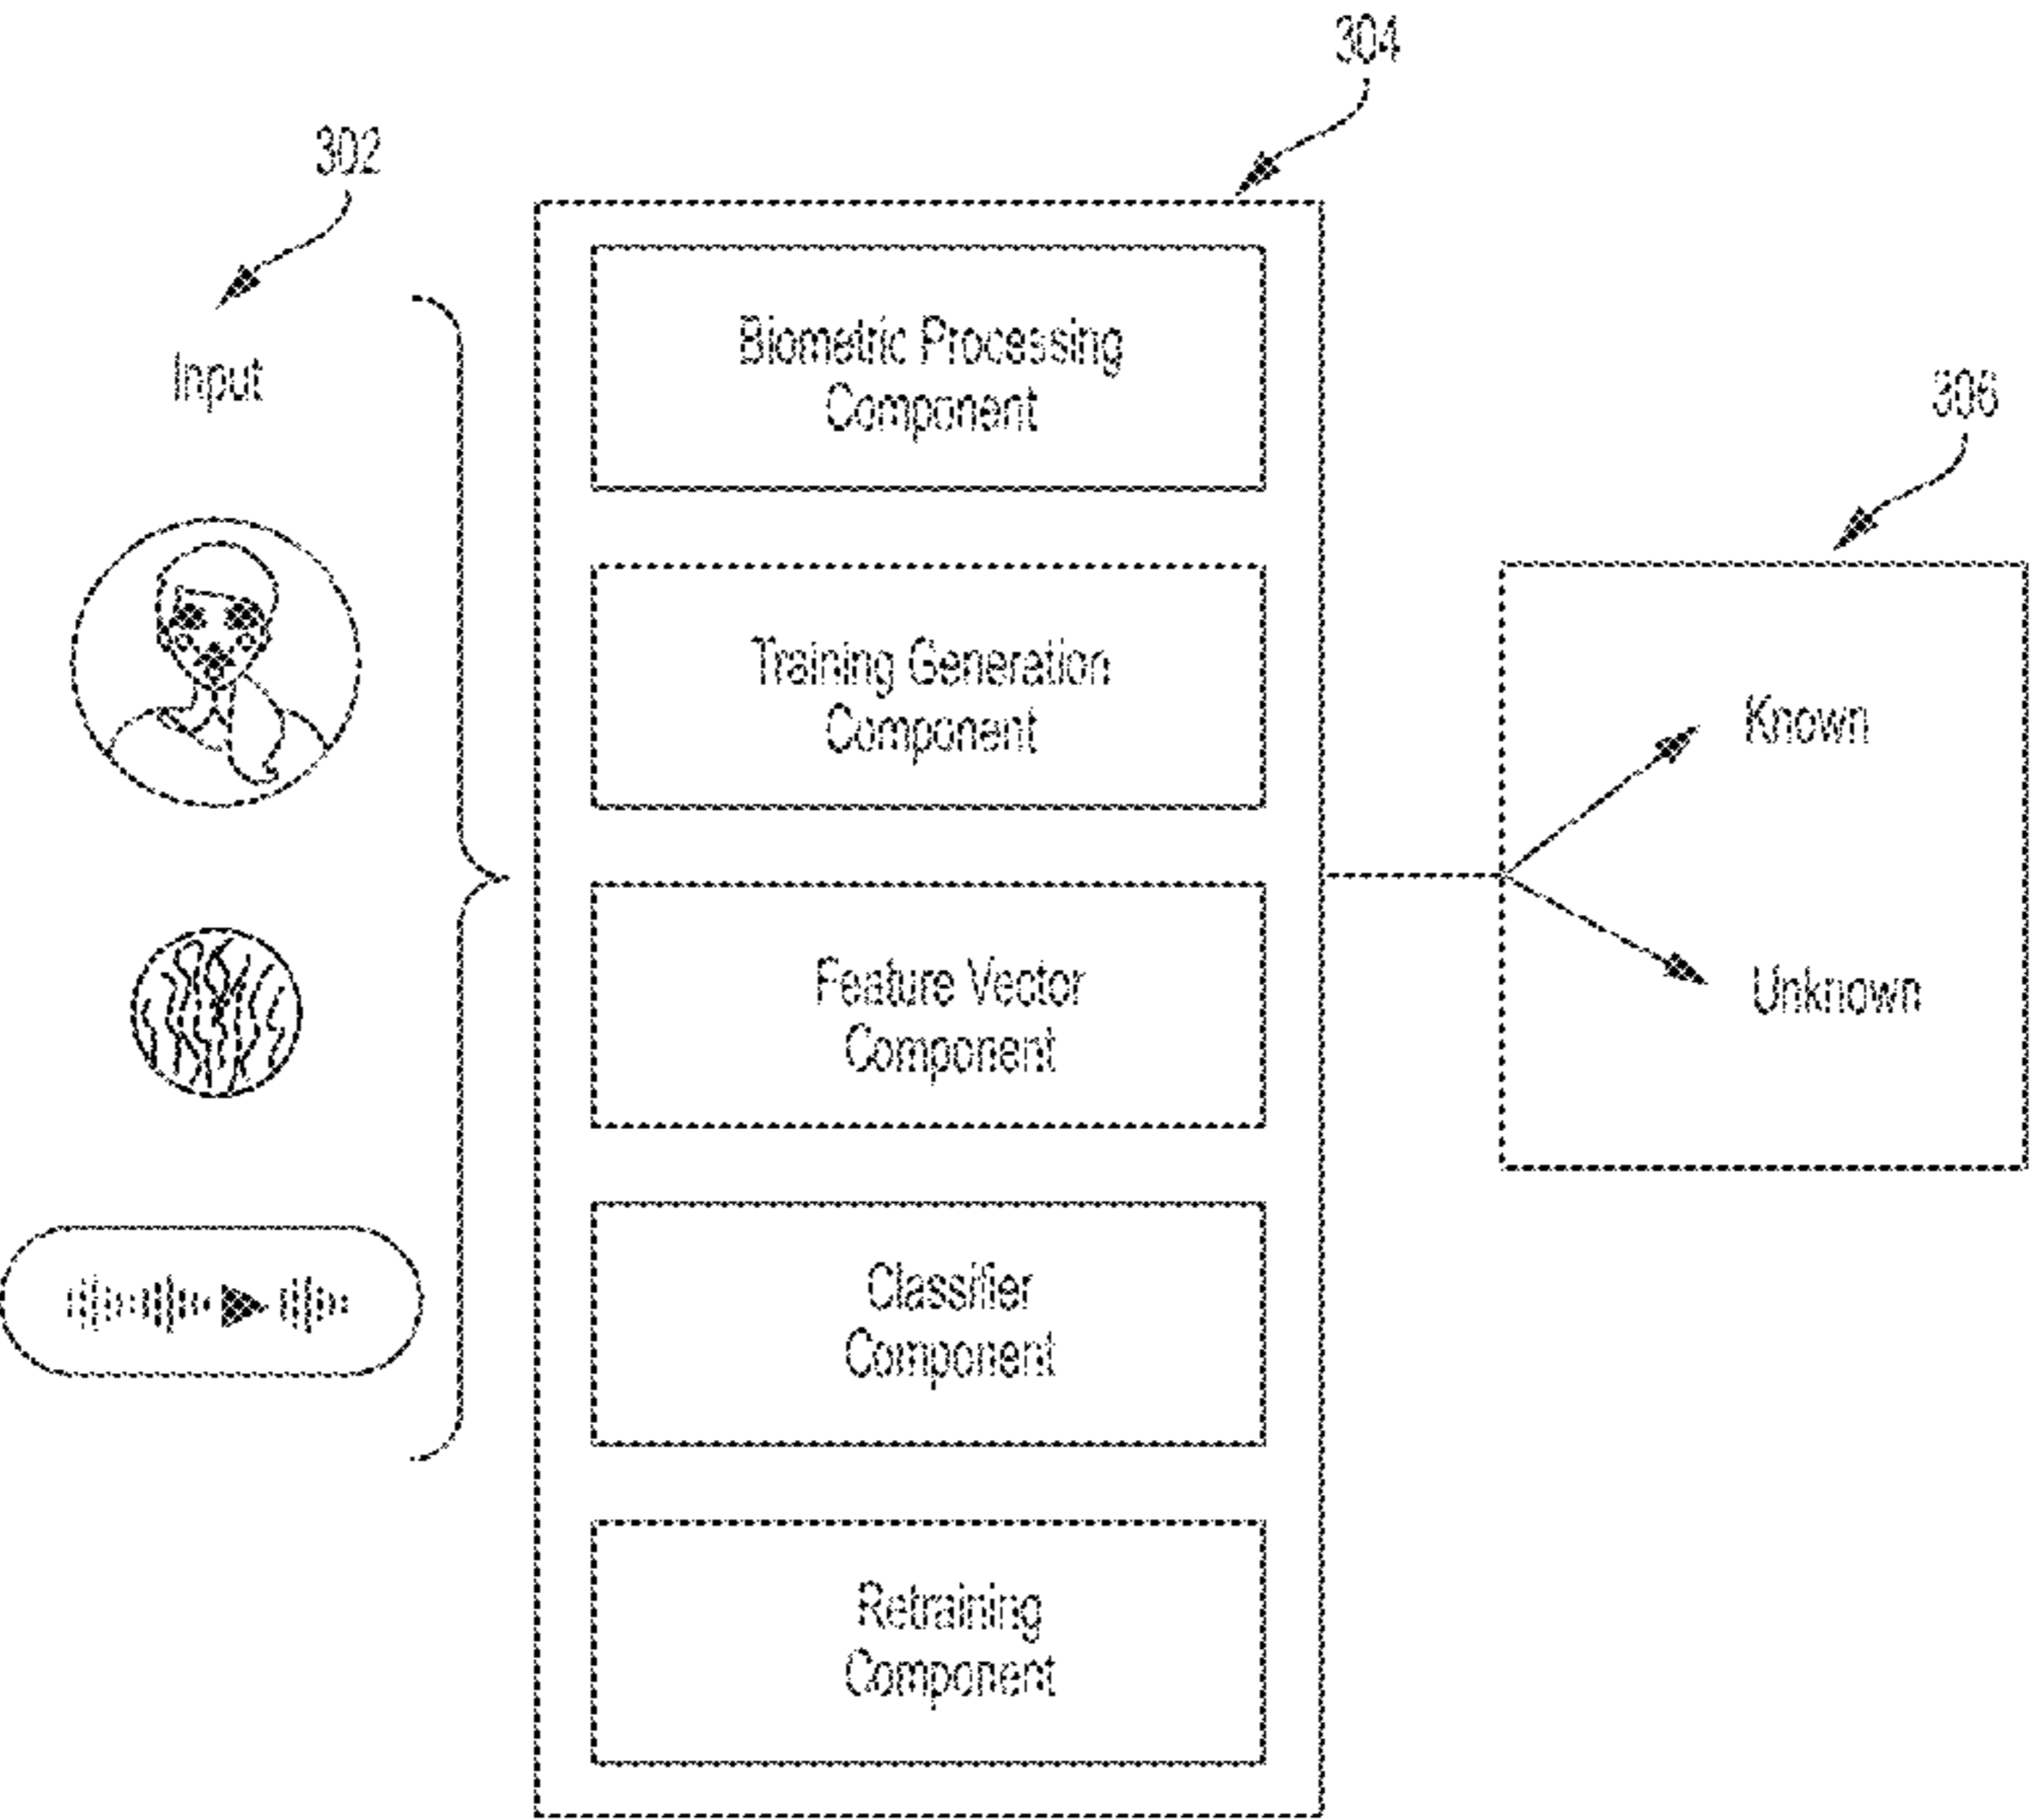 304
302
Input
Biometric Processing
Component
306
Training Generation
Component
Known
Feature Vector
Component
Unknown
Classifier
Component
Retraining
Component